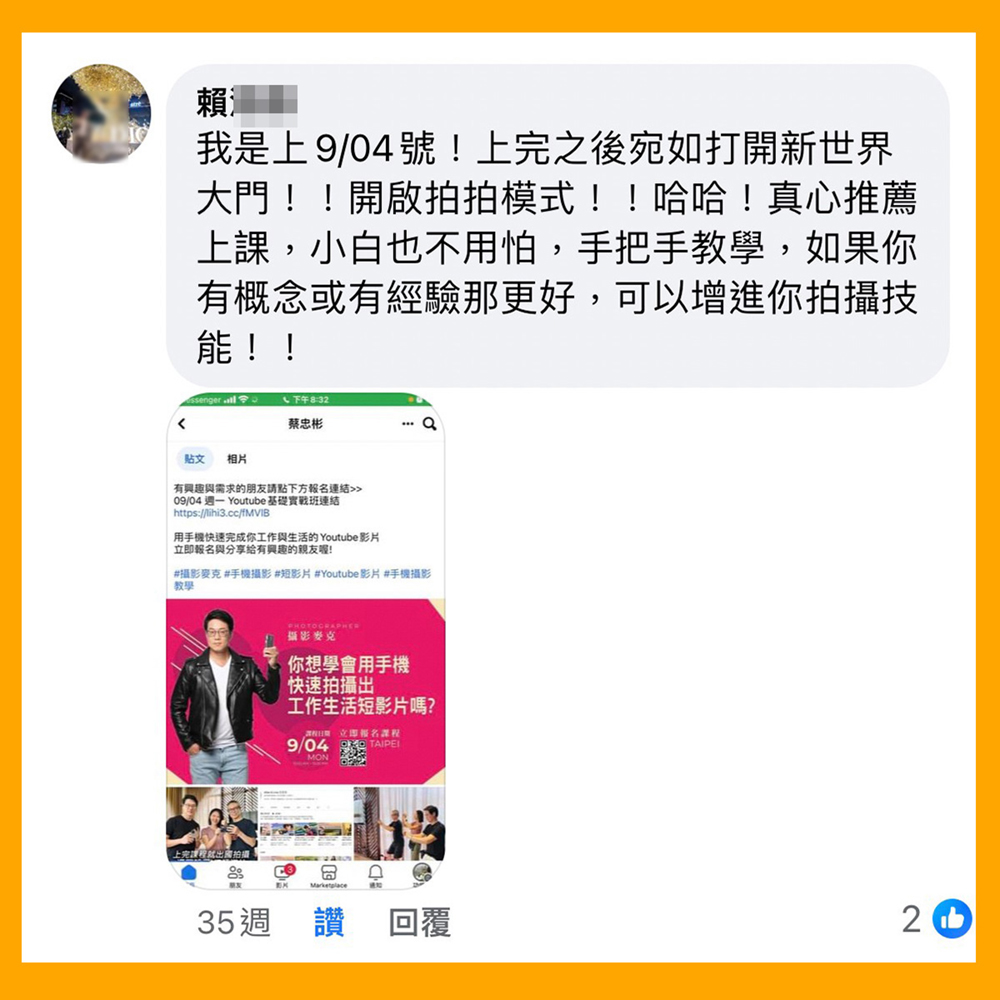 賴
我是上9/04號！上完之後宛如打開新世界
大門！！開啟拍拍模式！！哈哈！真心推薦
上課，小白也不用怕，手把手教學，如果你
有概念或有經驗那更好，可以增進你拍攝技
能！！
essenger
下午8:32
蔡忠彬
貼文 相片
有興趣與需求的朋友請點下方報名連結>>
09/04 週一 Youtube基礎實戰班連結
https://lihi3.cc/fMVlB
用手機快速完成你工作與生活的Youtube影片
立即報名與分享給有興趣的親友喔!
#攝影麥克 #手機攝影 #短影片 #Youtube影片 #手機攝影
教學
PHOTOGRAPHER
攝影麥克
你想學會用手機
快速拍攝出
工作生活短影片嗎?
課程日期
9/04
MON
立即報名課程
TAIPEI
上完課程就出國拍攝
3
朋友 影片 Marketplace 通知
35週 讚 回覆
2